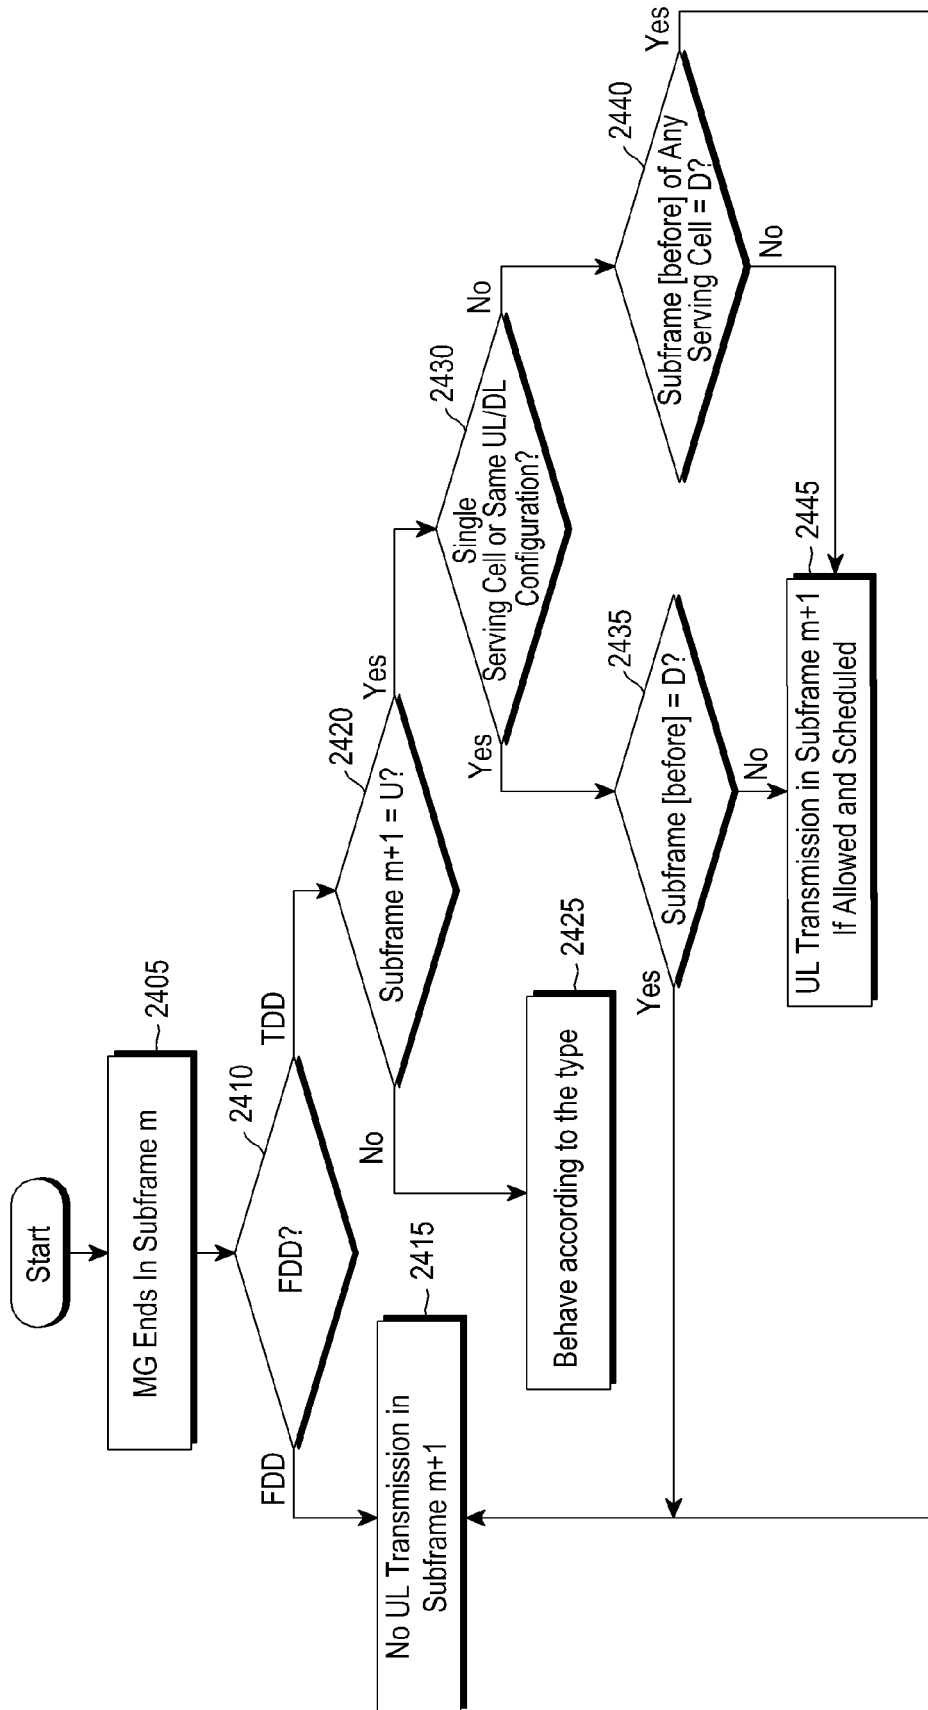 Start
MG Ends In Subframe m
2405
FDD?
2410
FDD
TDD
No UL Transmission in
Subframe m+1
2415
Subframe m+1 = U?
2420
No
Yes
Behave according to the type
2425
Single
Serving Cell or Same UL/DL
Configuration?
2430
Yes
No
Subframe [before] = D?
2435
Yes
No
Subframe [before] of Any
Serving Cell = D?
2440
Yes
No
UL Transmission in Subframe m+1
If Allowed and Scheduled
2445